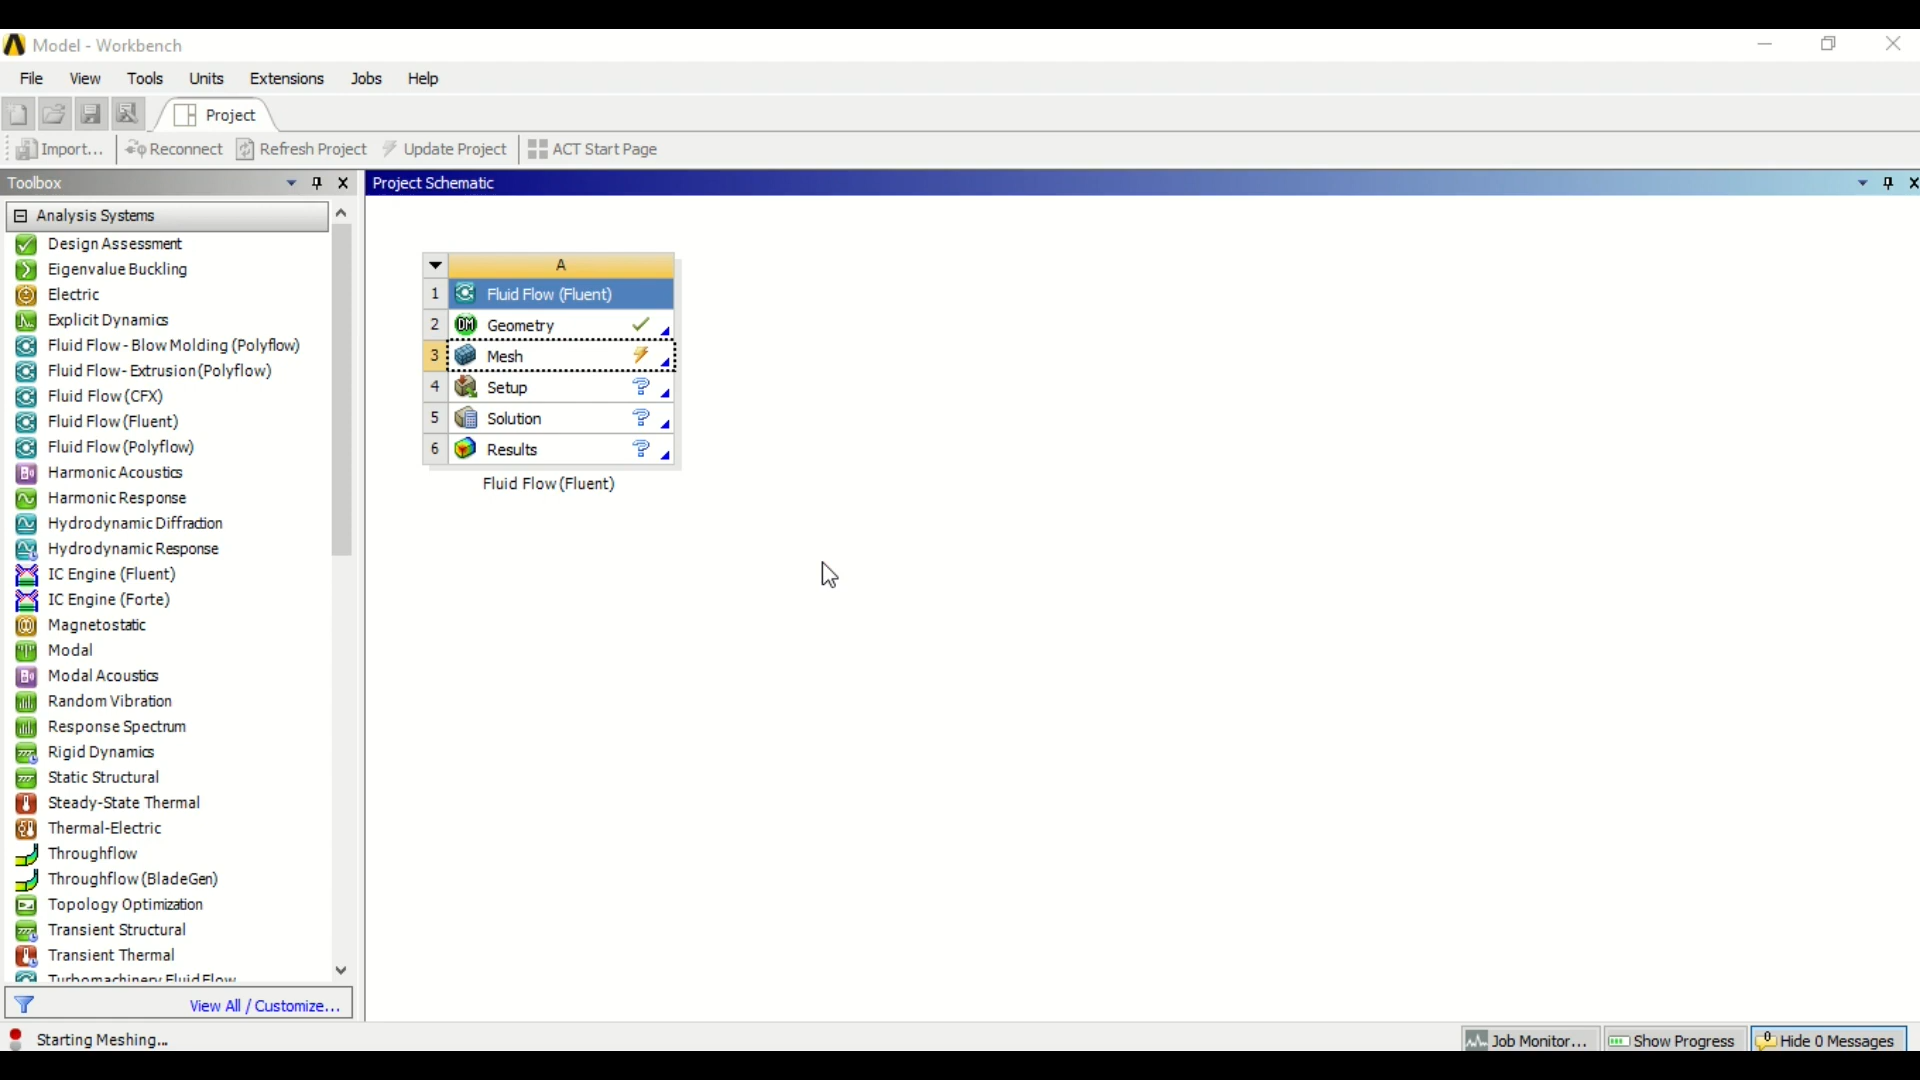 Model - Workbench
File View Tools Units Extensions Jobs Help
Project
Import... Reconnect Refresh Project Update Project ACT Start Page
Toolbox
Project Schematic
Analysis Systems
Design Assessment
Eigenvalue Buckling
Electric
Explicit Dynamics
Fluid Flow - Blow Molding (Polyflow)
Fluid Flow - Extrusion (Polyflow)
Fluid Flow (CFX)
Fluid Flow (Fluent)
Fluid Flow (Polyflow)
Harmonic Acoustics
Harmonic Response
Hydrodynamic Diffraction
Hydrodynamic Response
IC Engine (Fluent)
IC Engine (Forte)
Magnetostatic
Modal
Modal Acoustics
Random Vibration
Response Spectrum
Rigid Dynamics
Static Structural
Steady-State Thermal
Thermal-Electric
Throughflow
Throughflow (BladeGen)
Topology Optimization
Transient Structural
Transient Thermal
Turbomachinery Fluid Flow
View All / Customize...
A
1 Fluid Flow (Fluent)
2 DM Geometry
3 Mesh
4 Setup
5 Solution
6 Results
Fluid Flow (Fluent)
Starting Meshing...
Job Monitor... Show Progress 0 Hide 0 Messages